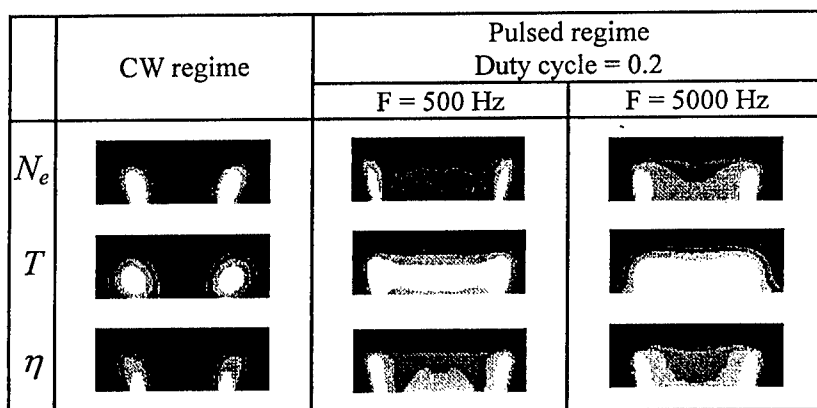 CW regime
Pulsed regime
Duty cycle = 0.2
F = 500 Hz
F = 5000 Hz
Nₑ
T
η